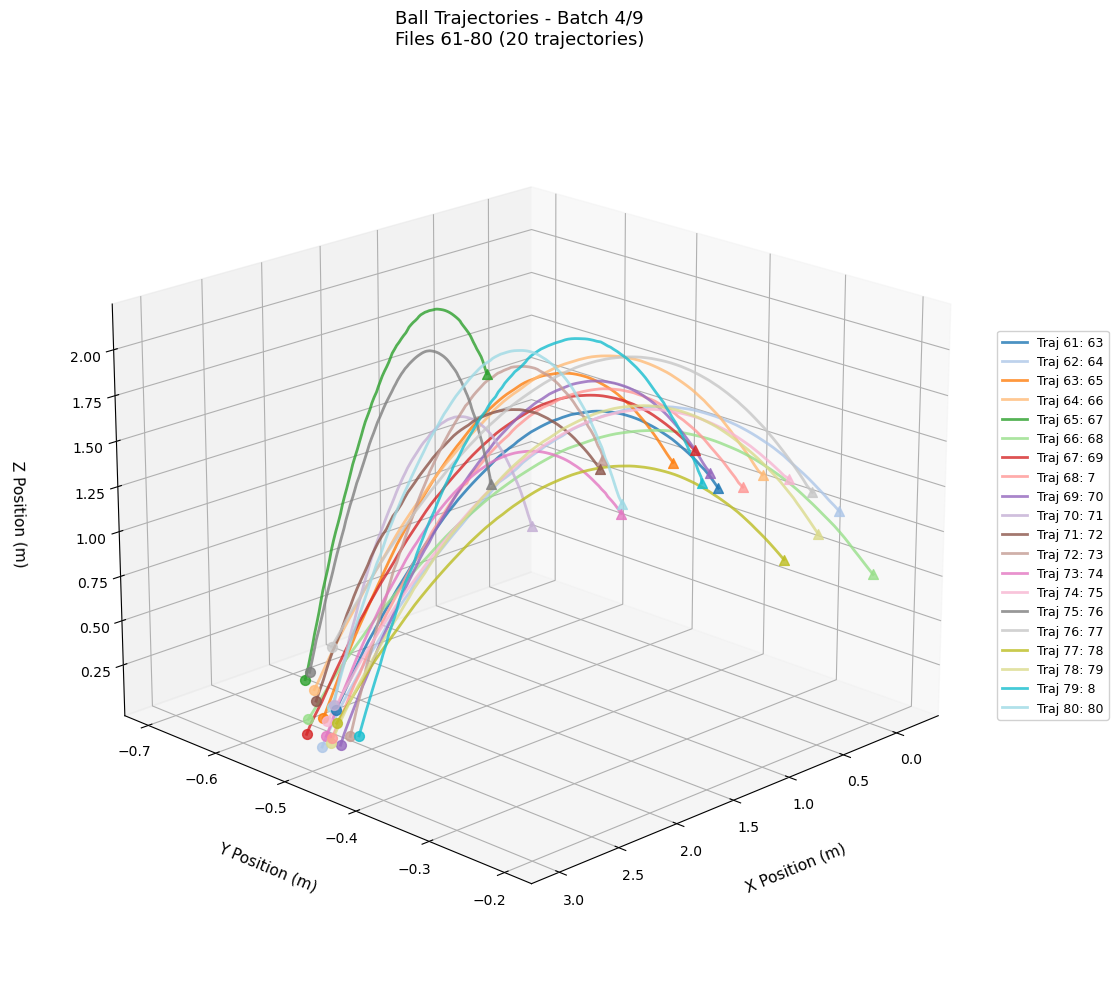 Ball Trajectories - Batch 4/9
Files 61-80 (20 trajectories)
Z Position (m)
2.00
1.75
1.50
1.25
1.00
0.75
0.50
0.25
−0.7
−0.6
−0.5
−0.4
−0.3
−0.2
Y Position (m)
0.0
0.5
1.0
1.5
2.0
2.5
3.0
X Position (m)
Traj 61: 63
Traj 62: 64
Traj 63: 65
Traj 64: 66
Traj 65: 67
Traj 66: 68
Traj 67: 69
Traj 68: 7
Traj 69: 70
Traj 70: 71
Traj 71: 72
Traj 72: 73
Traj 73: 74
Traj 74: 75
Traj 75: 76
Traj 76: 77
Traj 77: 78
Traj 78: 79
Traj 79: 8
Traj 80: 80